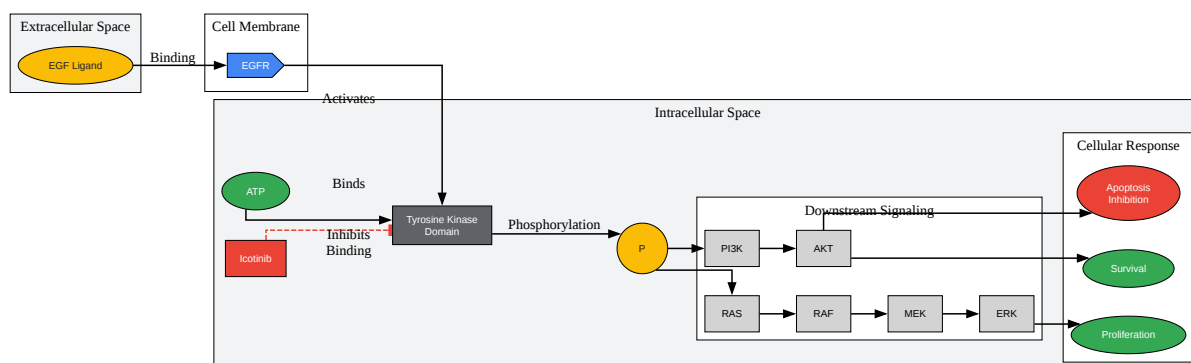 Extracellular Space
EGF Ligand
Binding
Cell Membrane
EGFR
Activates
Intracellular Space
ATP
Binds
Icotinib
Inhibits
Binding
Tyrosine Kinase
Domain
Phosphorylation
P
Downstream Signaling
PI3K
AKT
RAS
RAF
MEK
ERK
Cellular Response
Apoptosis
Inhibition
Survival
Proliferation